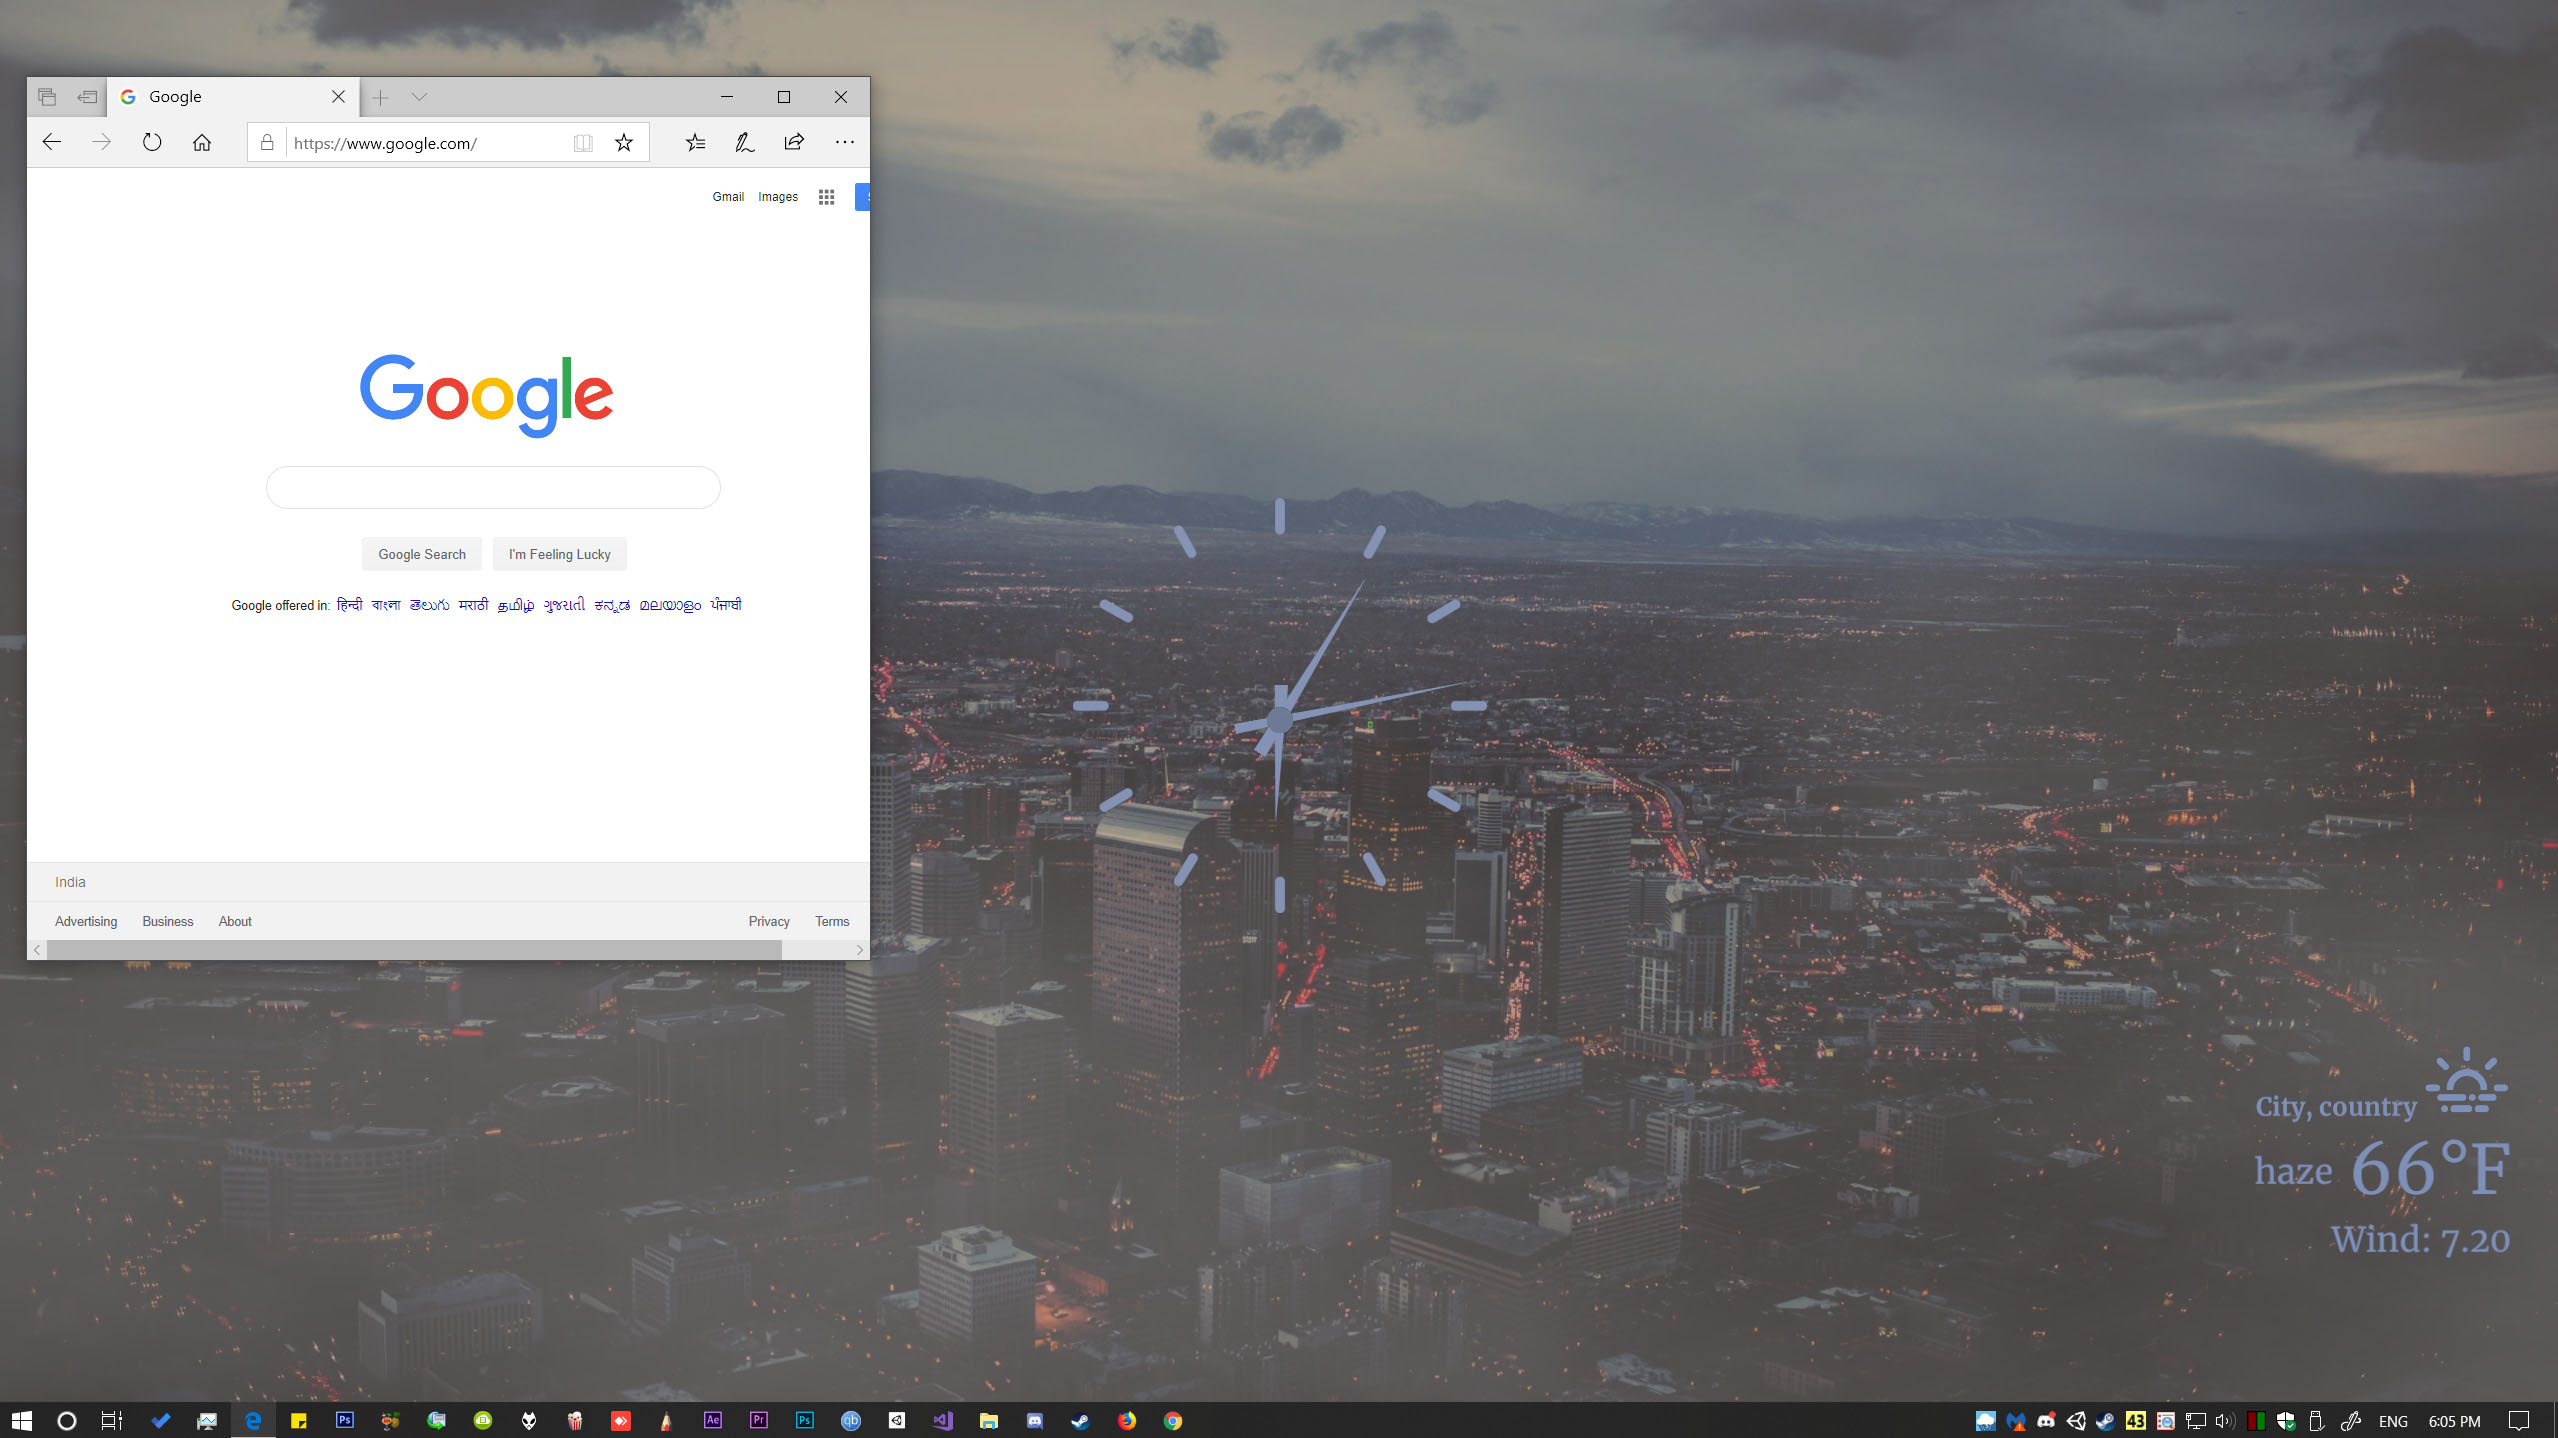 Google
https://www.google.com/
Gmail Images
Google
Google Search I'm Feeling Lucky
Google offered in: हिन्दी বাংলা తెలుగు मराठी தமிழ் ગુજરાતી ಕನ್ನಡ മലയാളം ਪੰਜਾਬੀ
India
Advertising Business About Privacy Terms
City, country
haze 66°F
Wind: 7.20
Ps Ae Pr Ps qb 43 ENG 6:05 PM